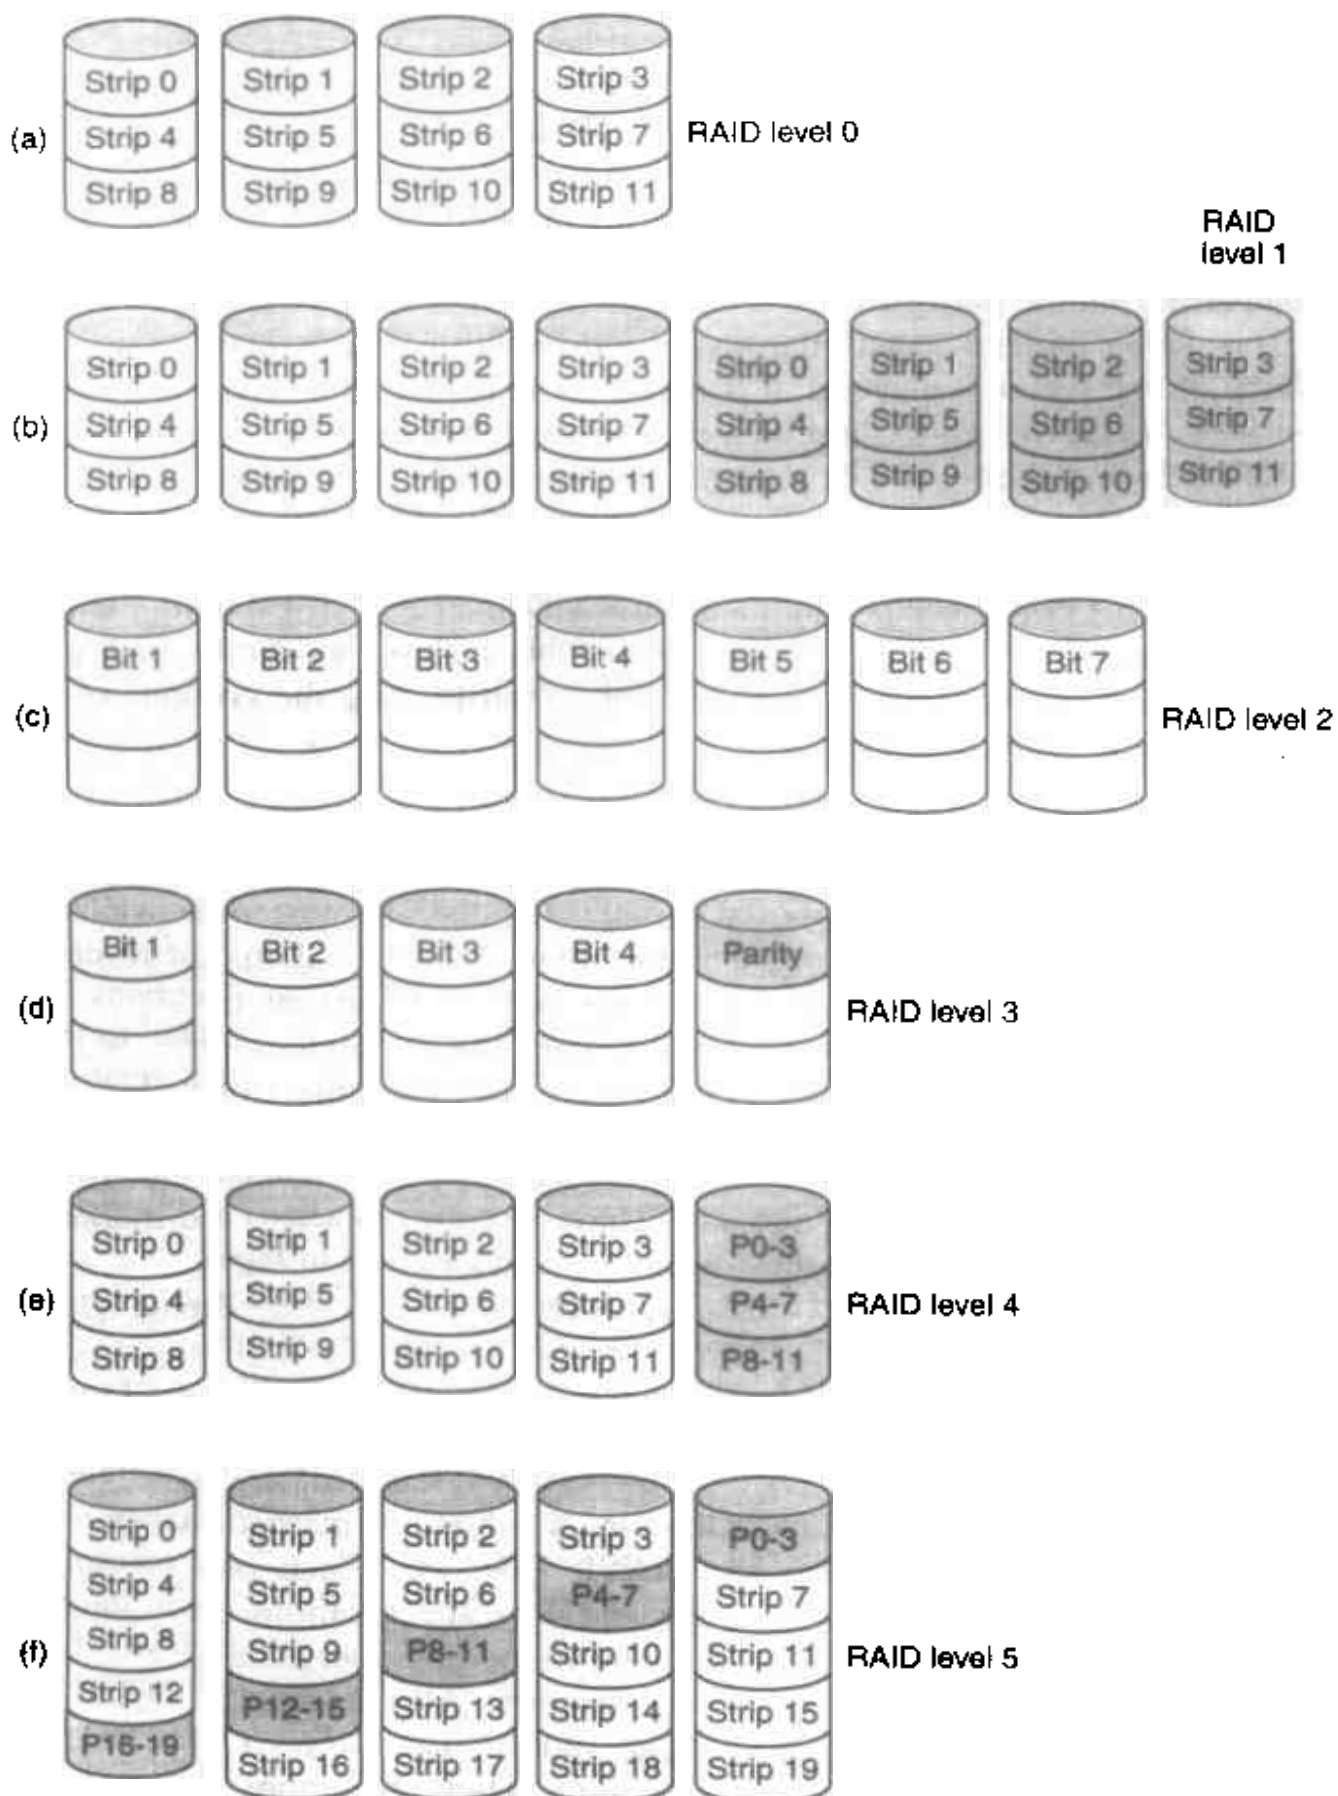 Strip 0 Strip 1 Strip 2 Strip 3
(a) Strip 4 Strip 5 Strip 6 Strip 7 RAID level 0
Strip 8 Strip 9 Strip 10 Strip 11
RAID
level 1
Strip 0 Strip 1 Strip 2 Strip 3 Strip 0 Strip 1 Strip 2 Strip 3
(b) Strip 4 Strip 5 Strip 6 Strip 7 Strip 4 Strip 5 Strip 6 Strip 7
Strip 8 Strip 9 Strip 10 Strip 11 Strip 8 Strip 9 Strip 10 Strip 11
Bit 1 Bit 2 Bit 3 Bit 4 Bit 5 Bit 6 Bit 7
(c) RAID level 2
Bit 1 Bit 2 Bit 3 Bit 4 Parity
(d) RAID level 3
Strip 0 Strip 1 Strip 2 Strip 3 P0-3
(e) Strip 4 Strip 5 Strip 6 Strip 7 P4-7 RAID level 4
Strip 8 Strip 9 Strip 10 Strip 11 P8-11
Strip 0 Strip 1 Strip 2 Strip 3 P0-3
Strip 4 Strip 5 Strip 6 P4-7 Strip 7
(f) Strip 8 Strip 9 P8-11 Strip 10 Strip 11 RAID level 5
Strip 12 P12-15 Strip 13 Strip 14 Strip 15
P16-19 Strip 16 Strip 17 Strip 18 Strip 19